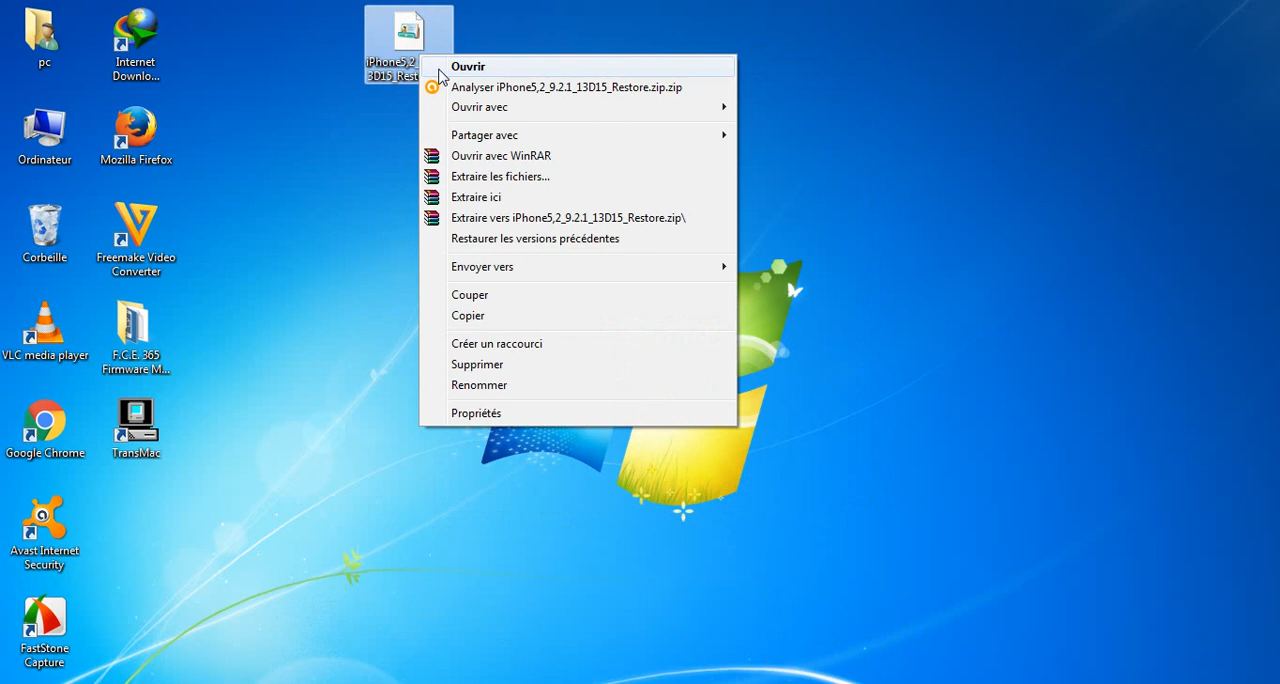 pc
Internet
Downlo...
Ordinateur
Mozilla Firefox
Corbeille
Freemake Video
Converter
VLC media player
F.C.E. 365
Firmware M...
Google Chrome
TransMac
Avast Internet
Security
FastStone
Capture
iPhone5,2_
3D15_Rest
Ouvrir
Analyser iPhone5,2_9.2.1_13D15_Restore.zip.zip
Ouvrir avec
Partager avec
Ouvrir avec WinRAR
Extraire les fichiers...
Extraire ici
Extraire vers iPhone5,2_9.2.1_13D15_Restore.zip\
Restaurer les versions précédentes
Envoyer vers
Couper
Copier
Créer un raccourci
Supprimer
Renommer
Propriétés